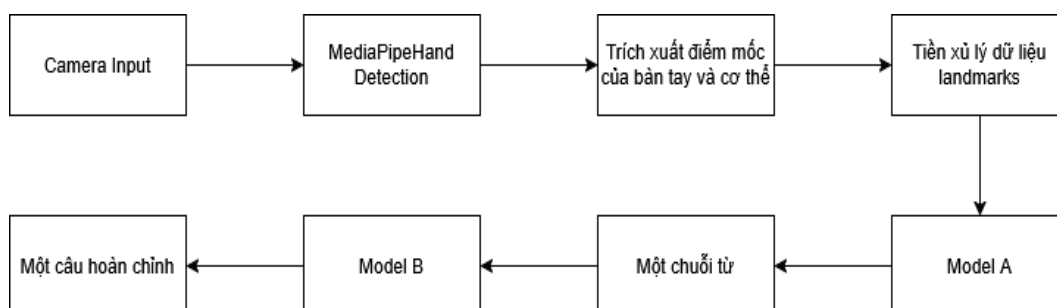 Camera Input
MediaPipeHand
Detection
Trích xuất điểm mốc
của bàn tay và cơ thể
Tiền xủ lý dữ liệu
landmarks
Model A
Một chuỗi từ
Model B
Một câu hoàn chỉnh